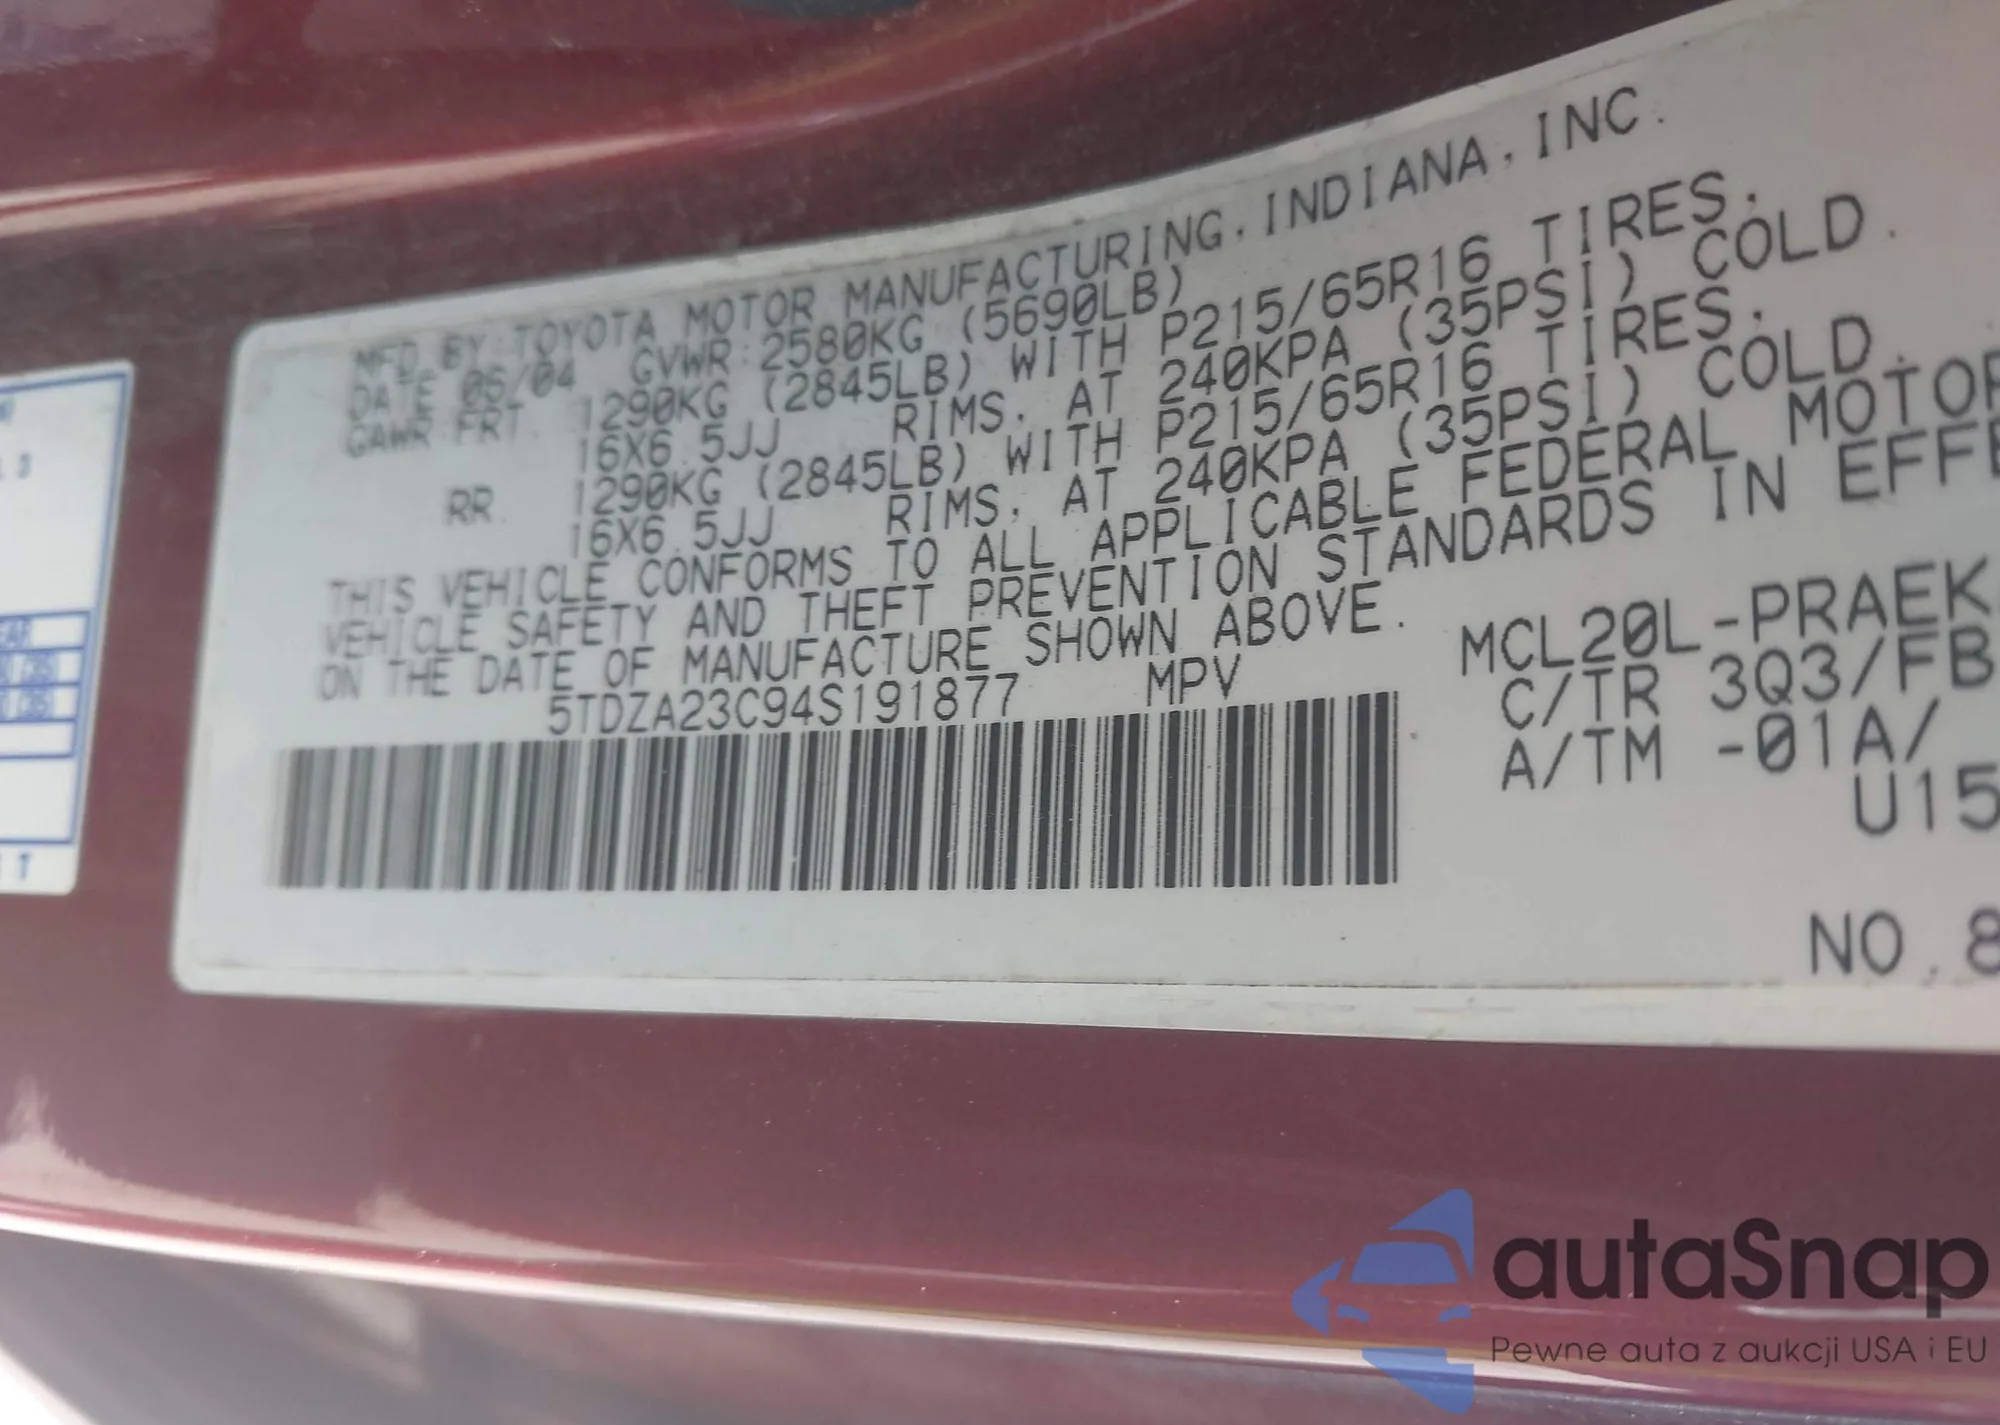 MFD. BY: TOYOTA MOTOR MANUFACTURING, INDIANA, INC.
DATE 06/04 GVWR: 2580KG (5690LB)
GAWR FRT. 1290KG (2845LB) WITH P215/65R16 TIRES.
16X6.5JJ RIMS, AT 240KPA (35PSI) COLD.
RR. 1290KG (2845LB) WITH P215/65R16 TIRES.
16X6.5JJ RIMS, AT 240KPA (35PSI) COLD.
THIS VEHICLE CONFORMS TO ALL APPLICABLE FEDERAL MOTOR
VEHICLE SAFETY AND THEFT PREVENTION STANDARDS IN EFFE
ON THE DATE OF MANUFACTURE SHOWN ABOVE.
5TDZA23C94S191877 MPV
MCL20L-PRAEK
C/TR 3Q3/FB
A/TM -01A/
U15
NO. 8
autaSnap
Pewne auta z aukcji USA i EU